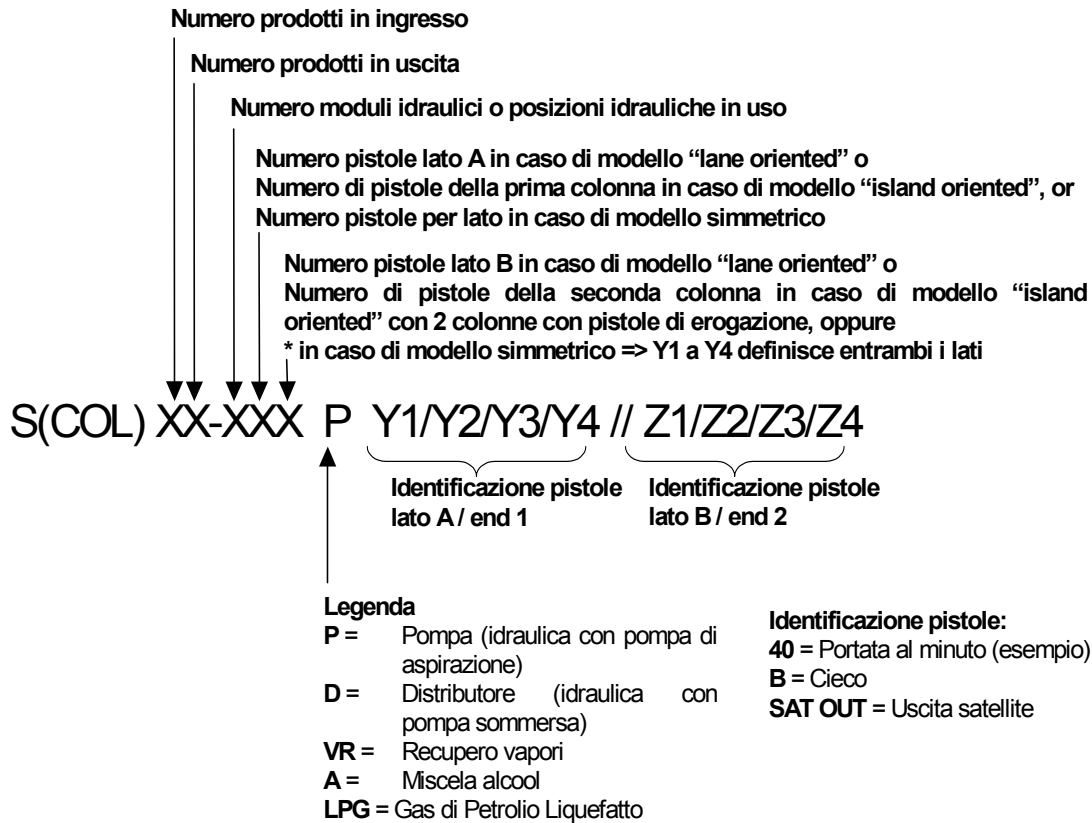 Numero prodotti in ingresso
Numero prodotti in uscita
Numero moduli idraulici o posizioni idrauliche in uso
Numero pistole lato A in caso di modello “lane oriented” o
Numero di pistole della prima colonna in caso di modello “island oriented”, or
Numero pistole per lato in caso di modello simmetrico
Numero pistole lato B in caso di modello “lane oriented” o
Numero di pistole della seconda colonna in caso di modello “island
oriented” con 2 colonne con pistole di erogazione, oppure
* in caso di modello simmetrico => Y1 a Y4 definisce entrambi i lati
S(COL) XX-XXX P Y1/Y2/Y3/Y4 // Z1/Z2/Z3/Z4
Identificazione pistole
lato A / end 1
Identificazione pistole
lato B / end 2
Legenda
P = Pompa (idraulica con pompa di
aspirazione)
D = Distributore (idraulica con
pompa sommersa)
VR = Recupero vapori
A = Miscela alcool
LPG = Gas di Petrolio Liquefatto
Identificazione pistole:
40 = Portata al minuto (esempio)
B = Cieco
SAT OUT = Uscita satellite